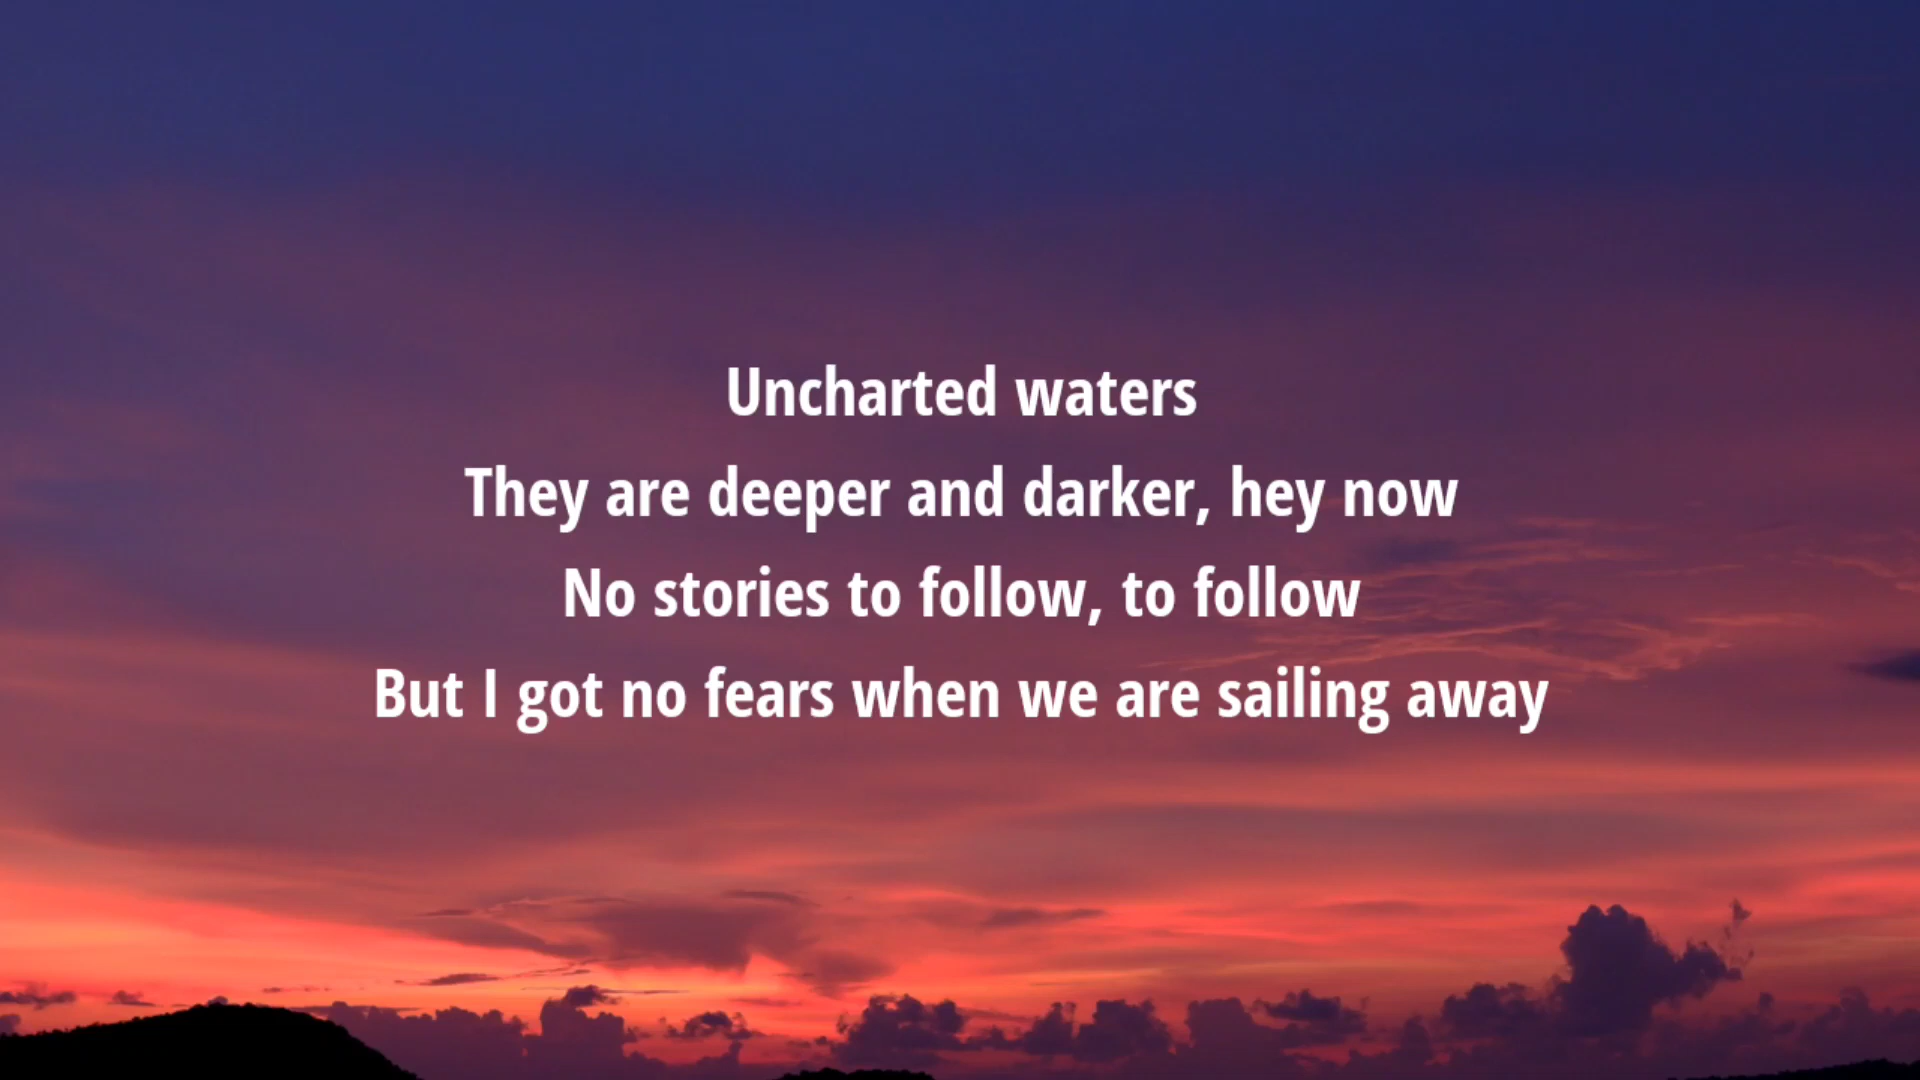 Uncharted waters
They are deeper and darker, hey now
No stories to follow, to follow
But I got no fears when we are sailing away